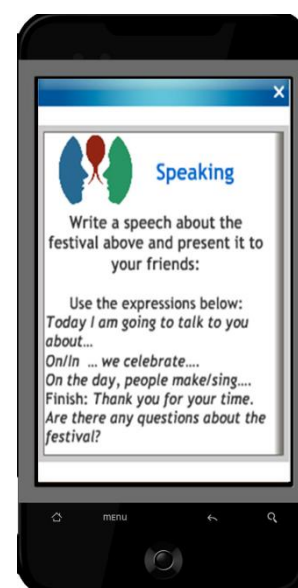 X
Speaking
Write a speech about the
festival above and present it to
your friends:
Use the expressions below:
Today I am going to talk to you
about...
On/In ... we celebrate....
On the day, people make/sing....
Finish: Thank you for your time.
Are there any questions about the
festival?
menu